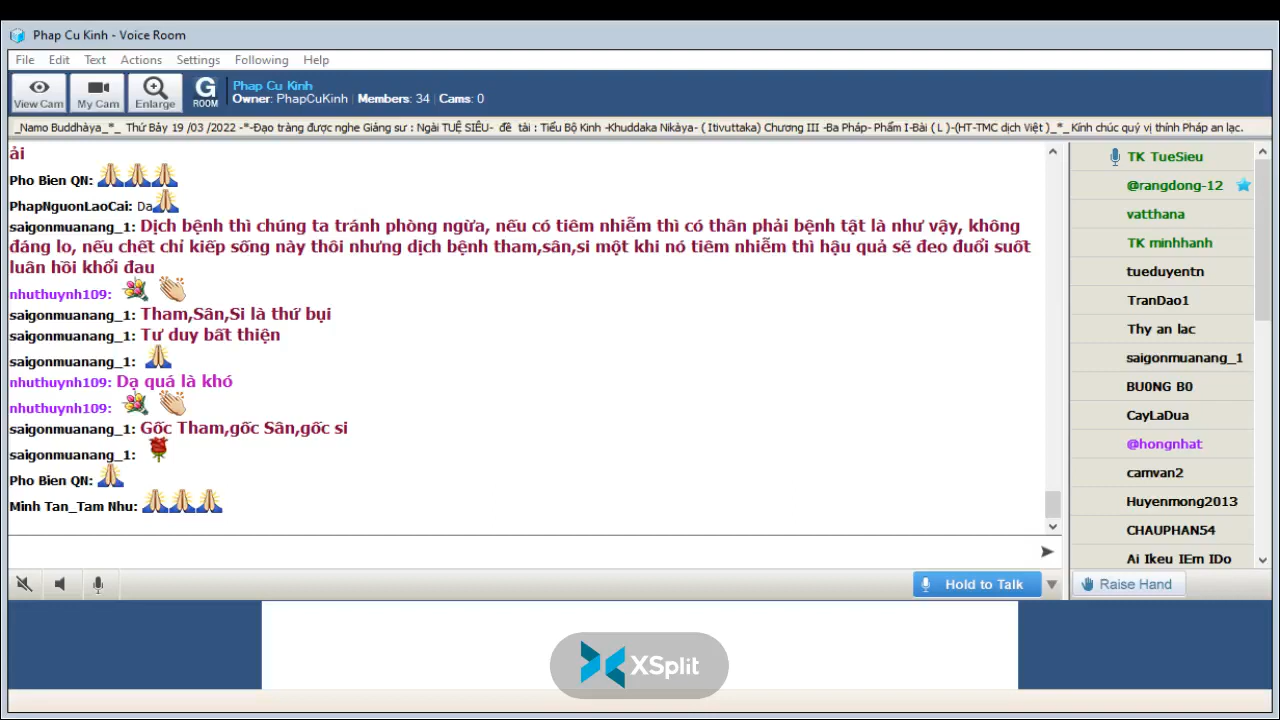 Phap Cu Kinh - Voice Room
File Edit Text Actions Settings Following Help
View Cam My Cam Enlarge G ROOM
Phap Cu Kinh
Owner: PhapCuKinh | Members: 34 | Cams: 0
_Namo Buddhàya_*_ Thứ Bảy 19 /03 /2022 -*-Đạo tràng được nghe Giảng sư : Ngài TUỆ SIÊU- đề tài : Tiểu Bộ Kinh -Khuddaka Nikàya- ( Itivuttaka) Chương III -Ba Pháp- Phẩm I-Bài ( L )-(HT-TMC dịch Việt )_*_ Kính chúc quý vị thính Pháp an lạc.
ải
Pho Bien QN:
PhapNguonLaoCai: Da
saigonmuanang_1: Dịch bệnh thì chúng ta tránh phòng ngừa, nếu có tiêm nhiễm thì có thân phải bệnh tật là như vậy, không
đáng lo, nếu chết chỉ kiếp sống này thôi nhưng dịch bệnh tham,sân,si một khi nó tiêm nhiễm thì hậu quả sẽ đeo đuổi suốt
luân hồi khổi đau
nhuthuynh109:
saigonmuanang_1: Tham,Sân,Si là thứ bụi
saigonmuanang_1: Tư duy bất thiện
saigonmuanang_1:
nhuthuynh109: Dạ quá là khó
nhuthuynh109:
saigonmuanang_1: Gốc Tham,gốc Sân,gốc si
saigonmuanang_1:
Pho Bien QN:
Minh Tan_Tam Nhu:
TK TueSieu
@rangdong-12
vatthana
TK minhhanh
tueduyentn
TranDao1
Thy an lac
saigonmuanang_1
BU0NG B0
CayLaDua
@hongnhat
camvan2
Huyenmong2013
CHAUPHAN54
Ai Ikeu IEm IDo
Hold to Talk
Raise Hand
XSplit